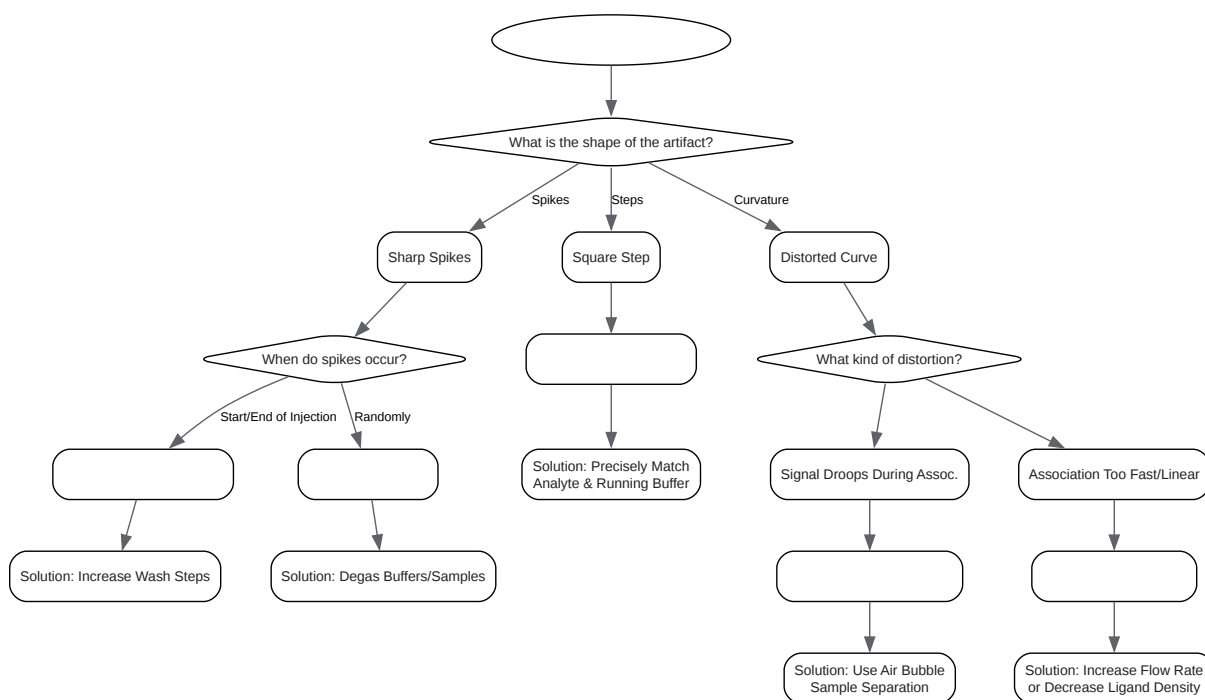 What is the shape of the artifact?
Spikes
Steps
Curvature
Sharp Spikes
Square Step
Distorted Curve
When do spikes occur?
What kind of distortion?
Start/End of Injection
Randomly
Solution: Precisely Match
Analyte & Running Buffer
Signal Droops During Assoc.
Association Too Fast/Linear
Solution: Increase Wash Steps
Solution: Degas Buffers/Samples
Solution: Use Air Bubble
Sample Separation
Solution: Increase Flow Rate
or Decrease Ligand Density